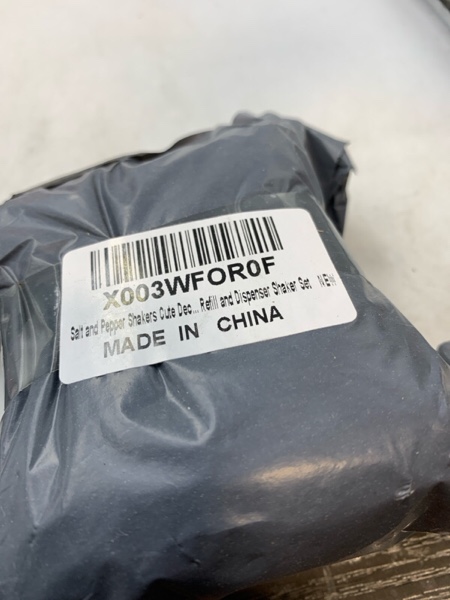 X003WFOR0F
Salt and Pepper Shakers Cute Dec... Refill and Dispenser Shaker Set NEW
MADE IN CHINA